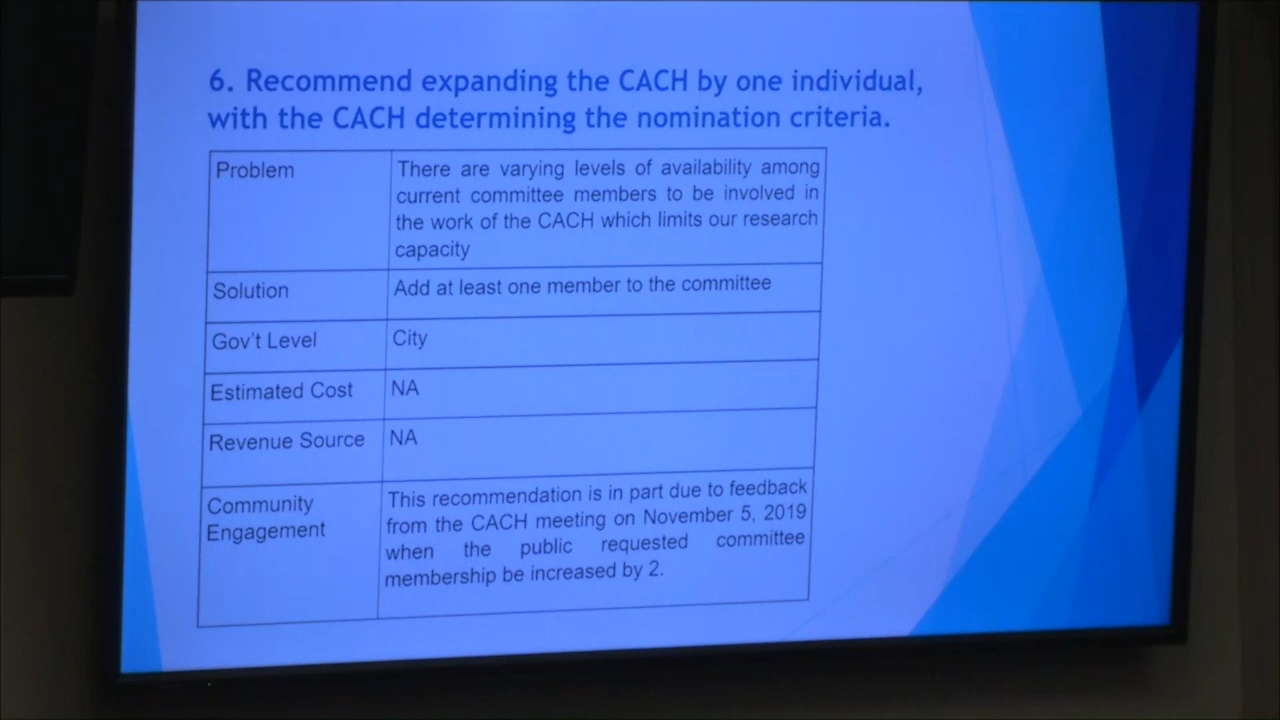 6. Recommend expanding the CACH by one individual,
with the CACH determining the nomination criteria.
Problem
There are varying levels of availability among
current committee members to be involved in
the work of the CACH which limits our research
capacity
Solution
Add at least one member to the committee
Gov't Level
City
Estimated Cost
NA
Revenue Source
NA
Community
Engagement
This recommendation is in part due to feedback
from the CACH meeting on November 5, 2019
when the public requested committee
membership be increased by 2.